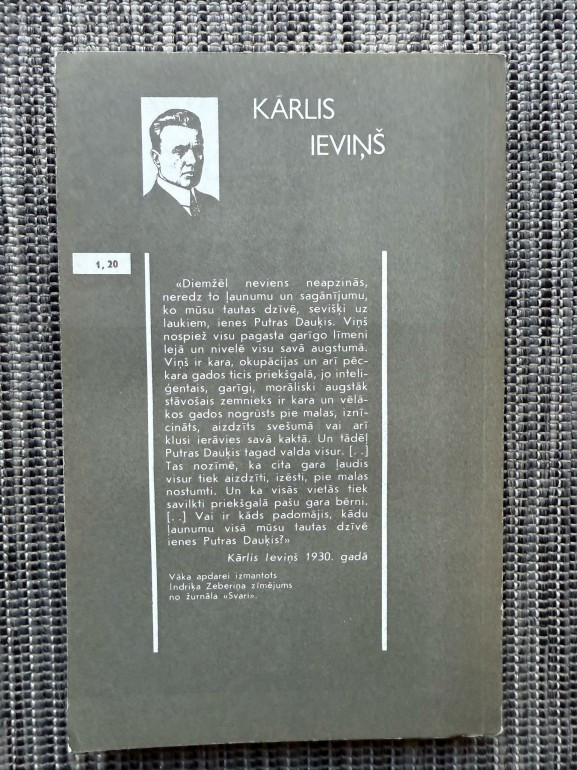 KĀRLIS
IEVIŅŠ
1,20
«Diemžēl neviens neapzinās,
neredz to ļaunumu un sagānījumu,
ko mūsu tautas dzīvē, sevišķi uz
laukiem, ienes Putras Dauķis. Viņš
nospiež visu pagasta garīgo līmeni
lejā un nivelē visu savā augstumā.
Viņš ir kara, okupācijas un arī pēc-
kara gados ticis priekšgalā, jo inteli-
ģentais, garīgi, morāliski augstāk
stāvošais zemnieks ir kara un vēlā-
kos gados nogrūsts pie malas, iznī-
cināts, aizdzīts svešumā vai arī
klusi ierāvies savā kaktā. Un tādēļ
Putras Dauķis tagad valda visur. [..]
Tas nozīmē, ka cita gara ļaudis
visur tiek aizdzīti, izēsti, pie malas
nostumti. Un ka visās vietās tiek
savilkti priekšgalā pašu gara bērni.
[..] Vai ir kāds padomājis, kādu
ļaunumu visā mūsu tautas dzīvē
ienes Putras Dauķis?»
Kārlis Ieviņš 1930. gadā
Vāka apdarei izmantots
Indriķa Zeberiņa zīmējums
no žurnāla «Svari».